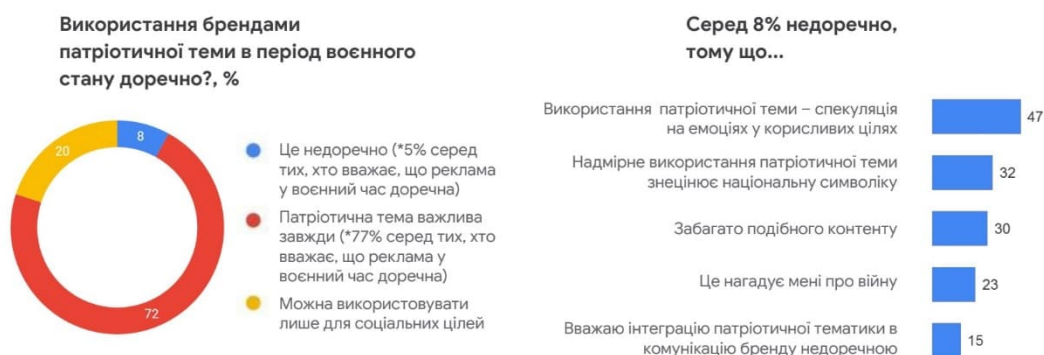 Використання брендами
патріотичної теми в період воєнного
стану доречно?, %
8
20
72
Це недоречно (*5% серед
тих, хто вважає, що реклама
у воєнний час доречна)
Патріотична тема важлива
завжди (*77% серед тих, хто
вважає, що реклама у
воєнний час доречна)
Можна використовувати
лише для соціальних цілей
Серед 8% недоречно,
тому що...
Використання патріотичної теми – спекуляція
на емоціях у корисливих цілях
47
Надмірне використання патріотичної теми
знецінює національну символіку
32
Забагато подібного контенту
30
Це нагадує мені про війну
23
Вважаю інтеграцію патріотичної тематики в
комунікацію бренду недоречною
15